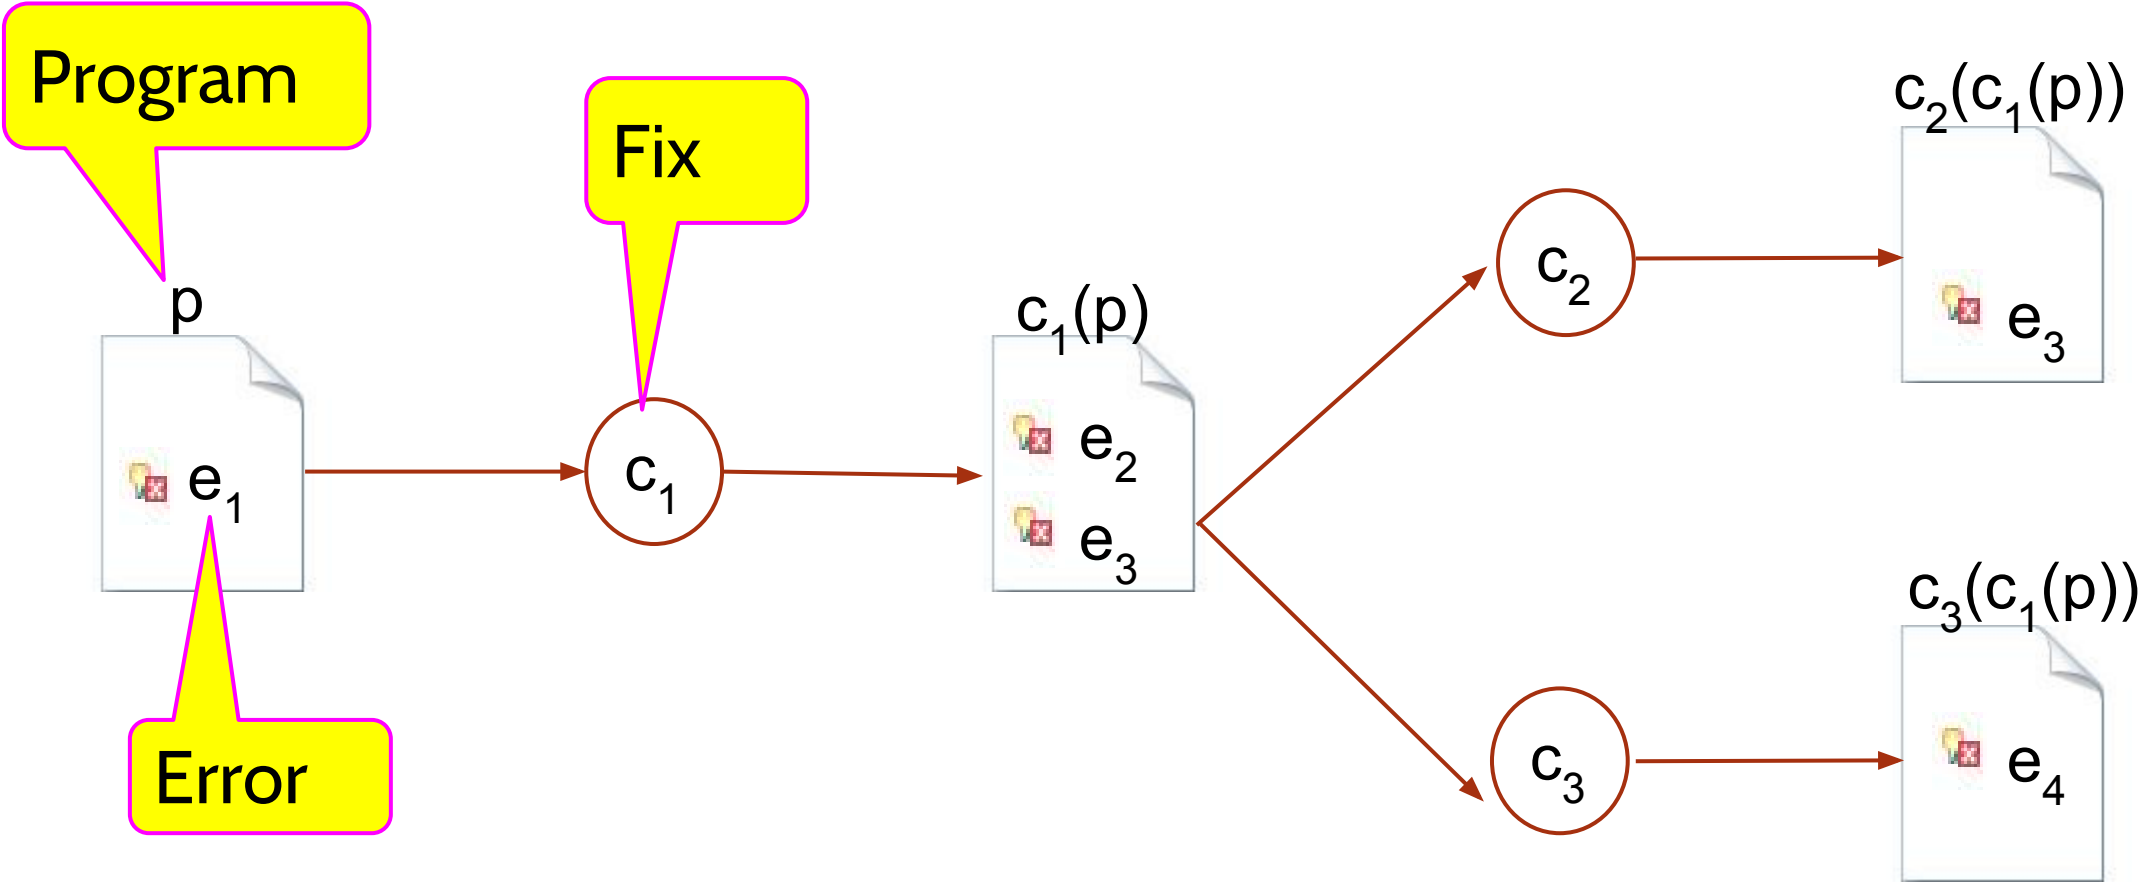 Program
Fix
Error
p
e₁
c₁
c₁(p)
e₂
e₃
c₂
c₂(c₁(p))
e₃
c₃
c₃(c₁(p))
e₄